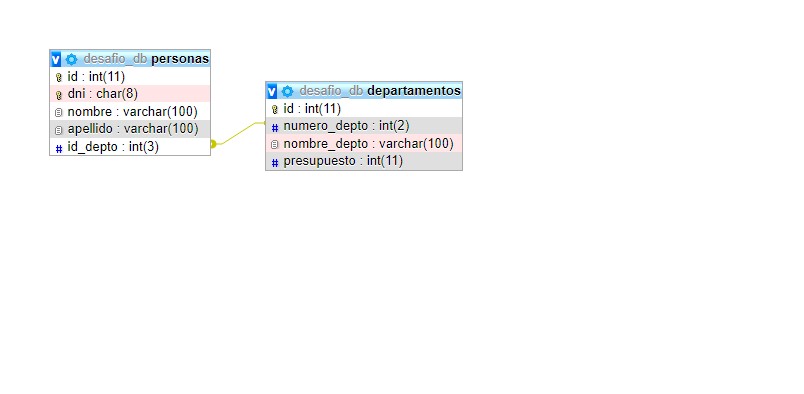 v desafio_db personas
id : int(11)
dni : char(8)
nombre : varchar(100)
apellido : varchar(100)
# id_depto : int(3)
v desafio_db departamentos
id : int(11)
# numero_depto : int(2)
nombre_depto : varchar(100)
# presupuesto : int(11)